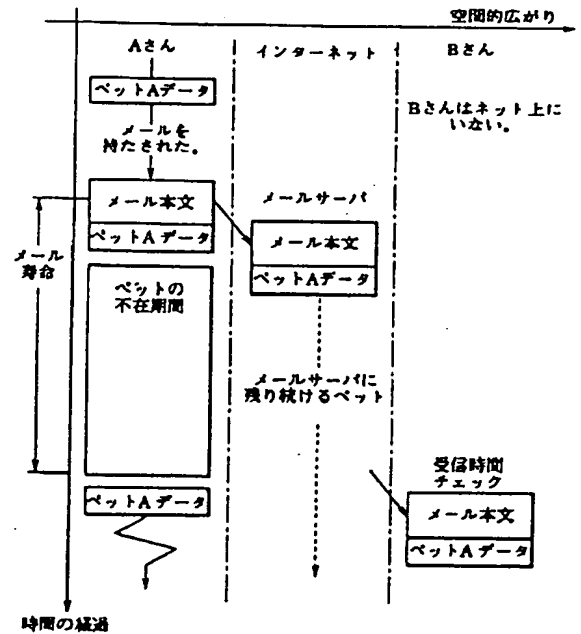 空間的広がり
Aさん
インターネット
Bさん
ペットAデータ
Bさんはネット上に
いない。
メールを
持たされた。
メール本文
ペットAデータ
メールサーバ
メール本文
ペットAデータ
メール
寿命
ペットの
不在期間
メールサーバに
残り続けるペット
受信時間
チェック
メール本文
ペットAデータ
ペットAデータ
時間の経過